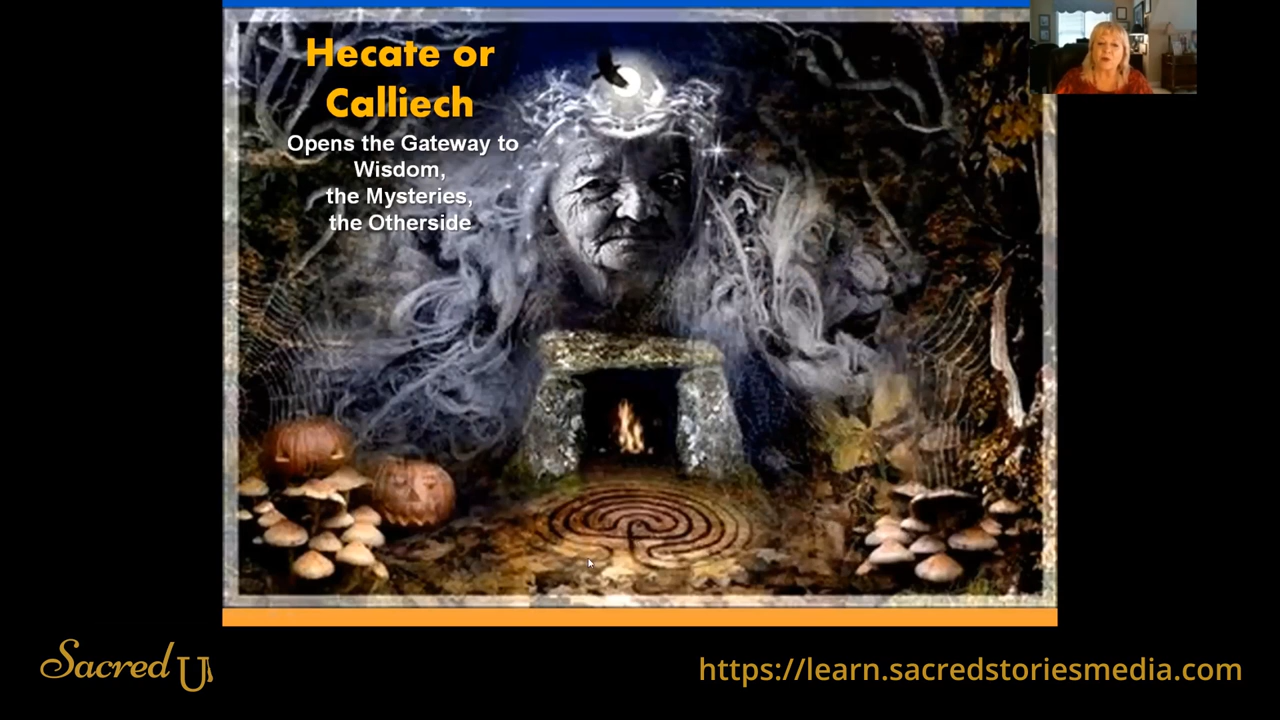 Hecate or
Calliech
Opens the Gateway to
Wisdom,
the Mysteries,
the Otherside
Sacred U
https://learn.sacredstoriesmedia.com